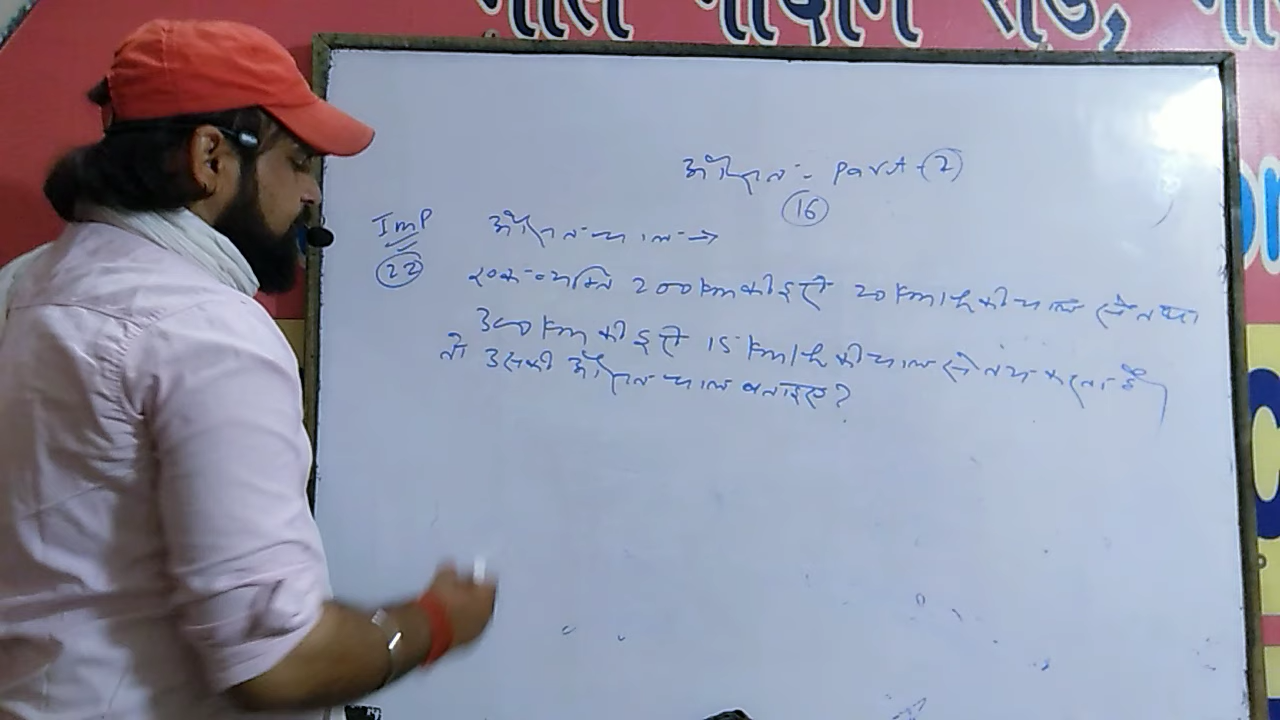 गोदाम रोड,
औसत :- Part-(2)
(16)
Imp औसत चाल →
(22) एक व्यक्ति 200 Km की दूरी 20 Km/h की चाल से तथा
300 Km की दूरी 15 Km/h की चाल से तय करता है।
तो उसकी औसत चाल बताइए?